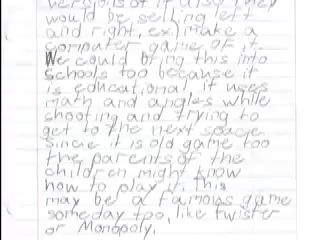 versions of it also they
would be selling left
and right, ex.) make a
computer game of it.
We could bring this into
schools too because it
is educational, it uses
math and angles while
shooting and trying to
get to the next space
since it is old game too
the parents of the
children might know
how to play it. This
may be a famous game
someday too, like twister
or Monopoly.